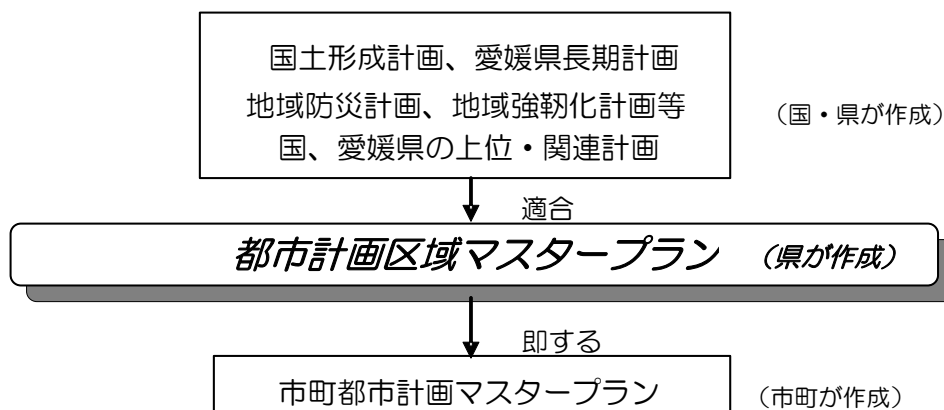 国土形成計画、愛媛県長期計画
地域防災計画、地域強靭化計画等
国、愛媛県の上位・関連計画
（国・県が作成）
適合
都市計画区域マスタープラン （県が作成）
即する
市町都市計画マスタープラン
（市町が作成）